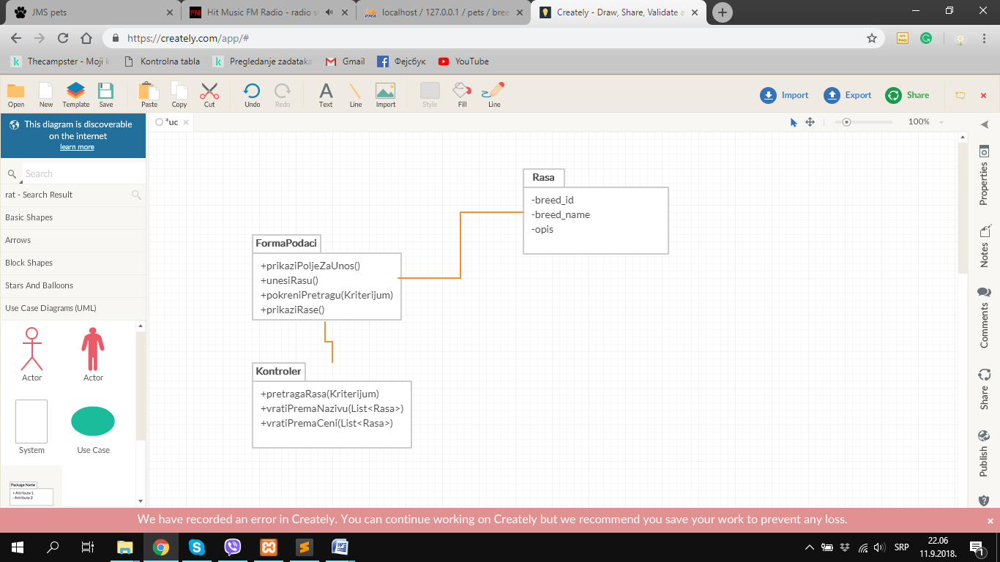 JMS pets
Hit Music FM Radio - radio s
localhost / 127.0.0.1 / pets / bree
Creately - Draw, Share, Validate a
https://creately.com/app/#
Thecampster - Moji k
Kontrolna tabla
Pregledanje zadataka
Gmail
Фејсбук
YouTube
Open
New
Template
Save
Paste
Copy
Cut
Undo
Redo
Text
Line
Import
Style
Fill
Line
Import
Export
Share
This diagram is discoverable
on the internet
learn more
*uc
100%
Search
rat - Search Result
Basic Shapes
Arrows
Block Shapes
Stars And Balloons
Use Case Diagrams (UML)
Actor
Actor
System
Use Case
Package Name
+ Attribute 1
- Attribute 2
Rasa
-breed_id
-breed_name
-opis
FormaPodaci
+prikaziPoljeZaUnos()
+unesiRasu()
+pokreniPretragu(Kriterijum)
+prikaziRase()
Kontroler
+pretragaRasa(Kriterijum)
+vratiPremaNazivu(List<Rasa>)
+vratiPremaCeni(List<Rasa>)
Properties
Notes
Comments
Share
Publish
We have recorded an error in Creately. You can continue working on Creately but we recommend you save your work to prevent any loss.
SRP
22.06
11.9.2018.
1